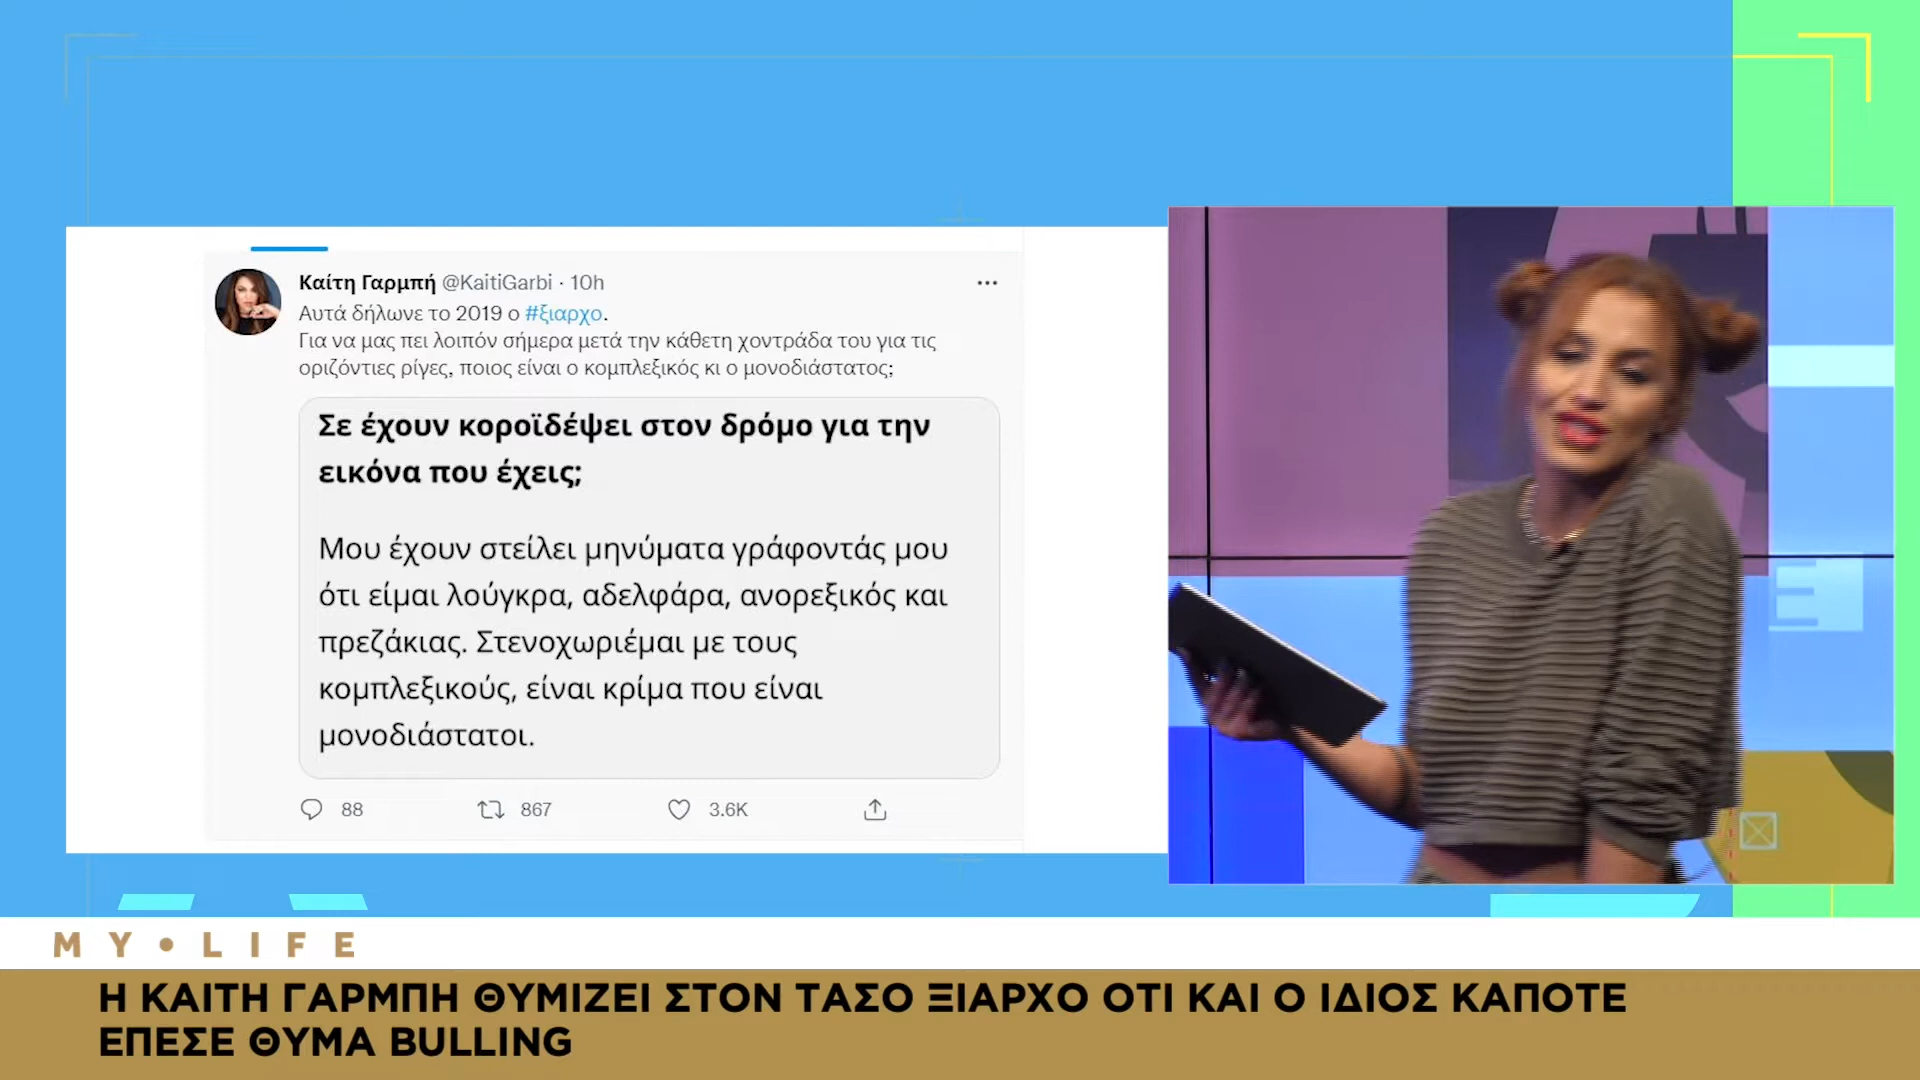 Καίτη Γαρμπή @KaitiGarbi · 10h
Αυτά δήλωνε το 2019 ο #ξιαρχο.
Για να μας πει λοιπόν σήμερα μετά την κάθετη χοντράδα του για τις
οριζόντιες ρίγες, ποιος είναι ο κομπλεξικός κι ο μονοδιάστατος;
Σε έχουν κοροϊδέψει στον δρόμο για την
εικόνα που έχεις;
Μου έχουν στείλει μηνύματα γράφοντάς μου
ότι είμαι λούγκρα, αδελφάρα, ανορεξικός και
πρεζάκιας. Στενοχωριέμαι με τους
κομπλεξικούς, είναι κρίμα που είναι
μονοδιάστατοι.
88 867 3.6K
E
MY•LIFE
Η ΚΑΙΤΗ ΓΑΡΜΠΗ ΘΥΜΙΖΕΙ ΣΤΟΝ ΤΑΣΟ ΞΙΑΡΧΟ ΟΤΙ ΚΑΙ Ο ΙΔΙΟΣ ΚΑΠΟΤΕ
ΕΠΕΣΕ ΘΥΜΑ BULLING